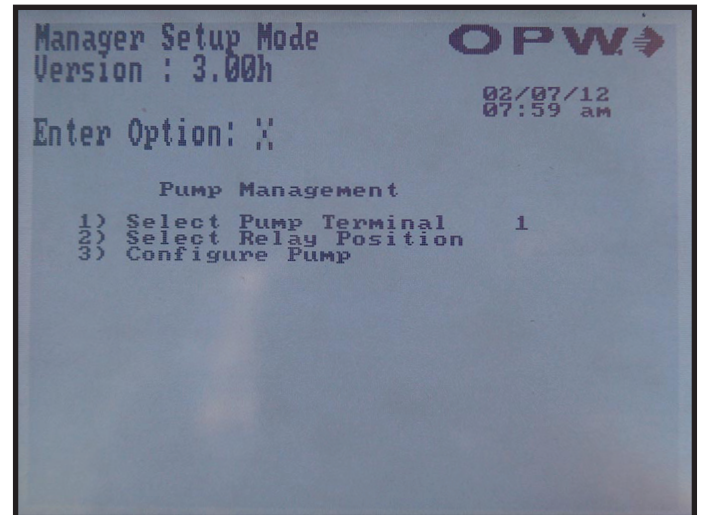 Manager Setup Mode
OPW
Version : 3.00h
02/07/12
07:59 am
Enter Option:
Pump Management
1) Select Pump Terminal 1
2) Select Relay Position
3) Configure Pump